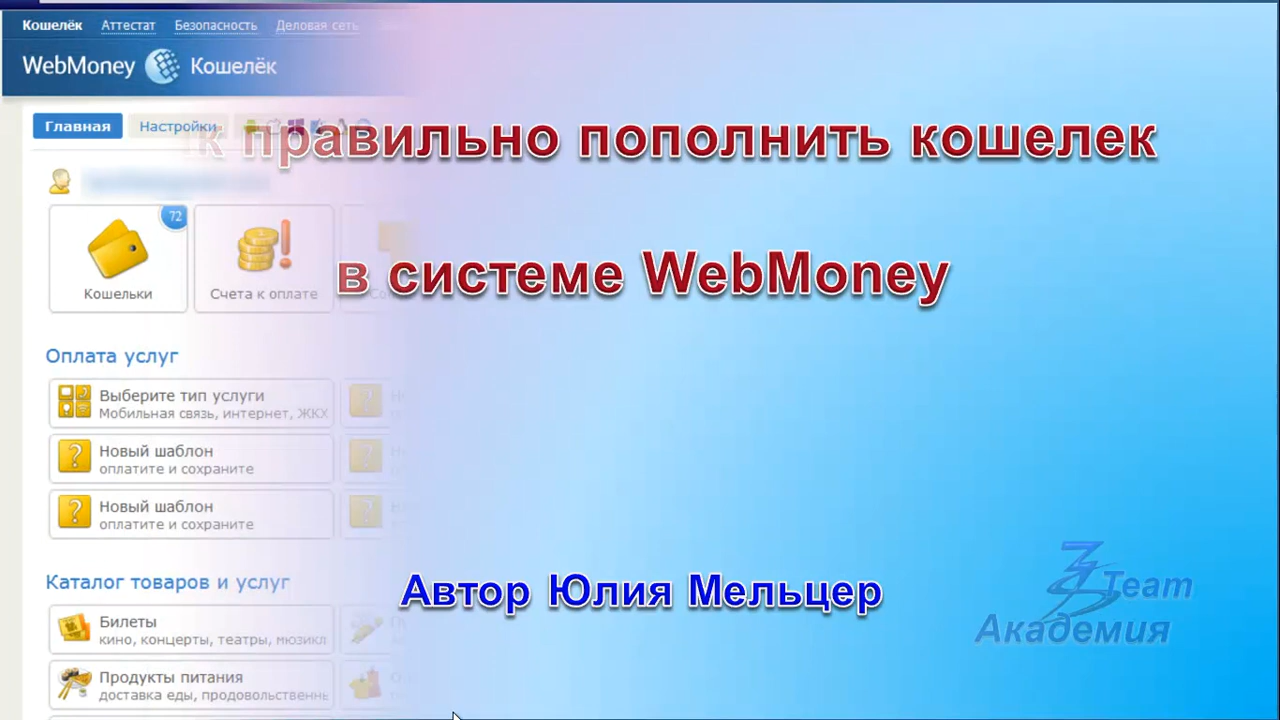 Кошелёк Аттестат Безопасность Деловая сеть
WebMoney Кошелёк
Главная Настройки
к правильно пополнить кошелек
72
Кошельки
Счета к оплате
в системе WebMoney
Оплата услуг
Выберите тип услуги
Мобильная связь, интернет, ЖКХ
Новый шаблон
оплатите и сохраните
Новый шаблон
оплатите и сохраните
Каталог товаров и услуг
Автор Юлия Мельцер
Team
Академия
Билеты
кино, концерты, театры, мюзикл
Продукты питания
доставка еды, продовольственны